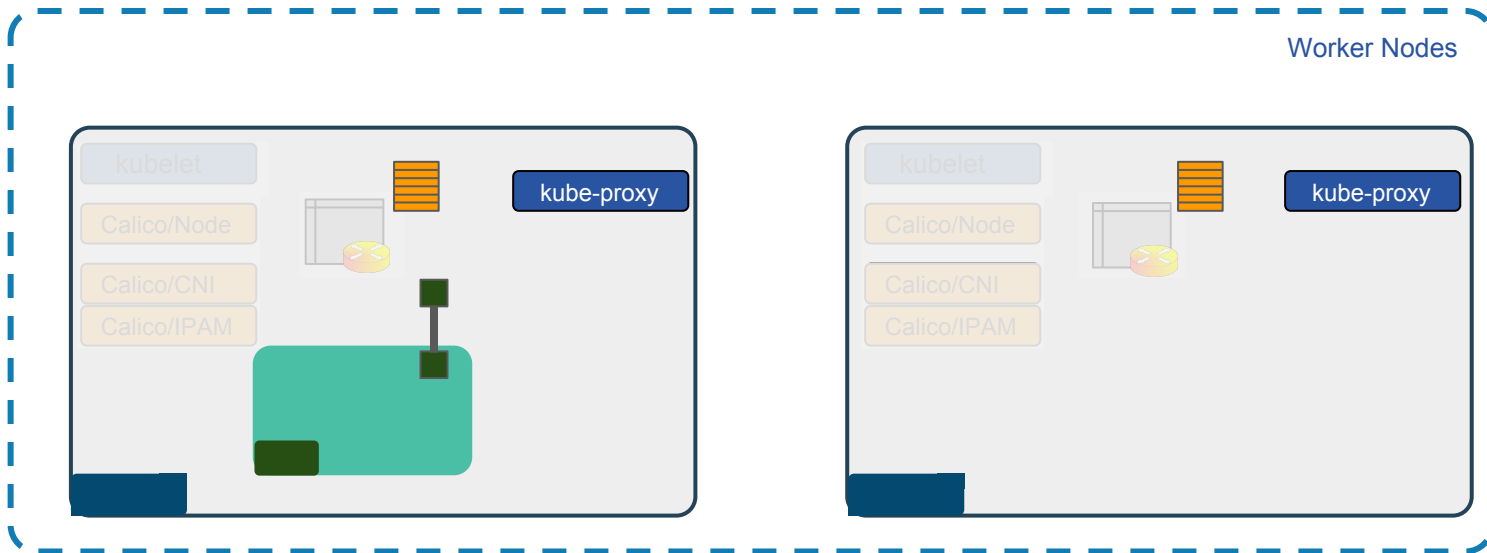 Worker Nodes
kubelet
kube-proxy
Calico/Node
Calico/CNI
Calico/IPAM
kubelet
kube-proxy
Calico/Node
Calico/CNI
Calico/IPAM